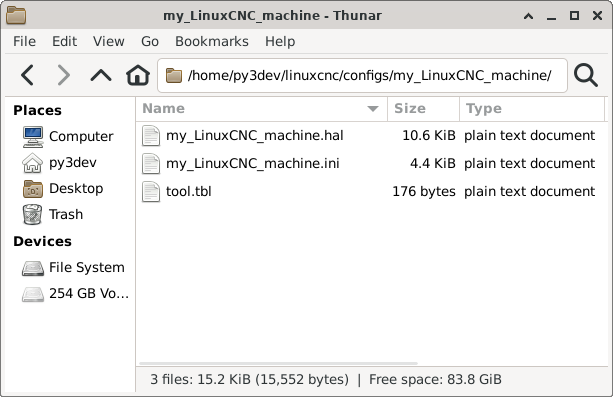 my_LinuxCNC_machine - Thunar
File Edit View Go Bookmarks Help
/home/py3dev/linuxcnc/configs/my_LinuxCNC_machine/
Places
Computer
py3dev
Desktop
Trash
Devices
File System
254 GB Vo...
Name Size Type
my_LinuxCNC_machine.hal 10.6 KiB plain text document
my_LinuxCNC_machine.ini 4.4 KiB plain text document
tool.tbl 176 bytes plain text document
3 files: 15.2 KiB (15,552 bytes) | Free space: 83.8 GiB